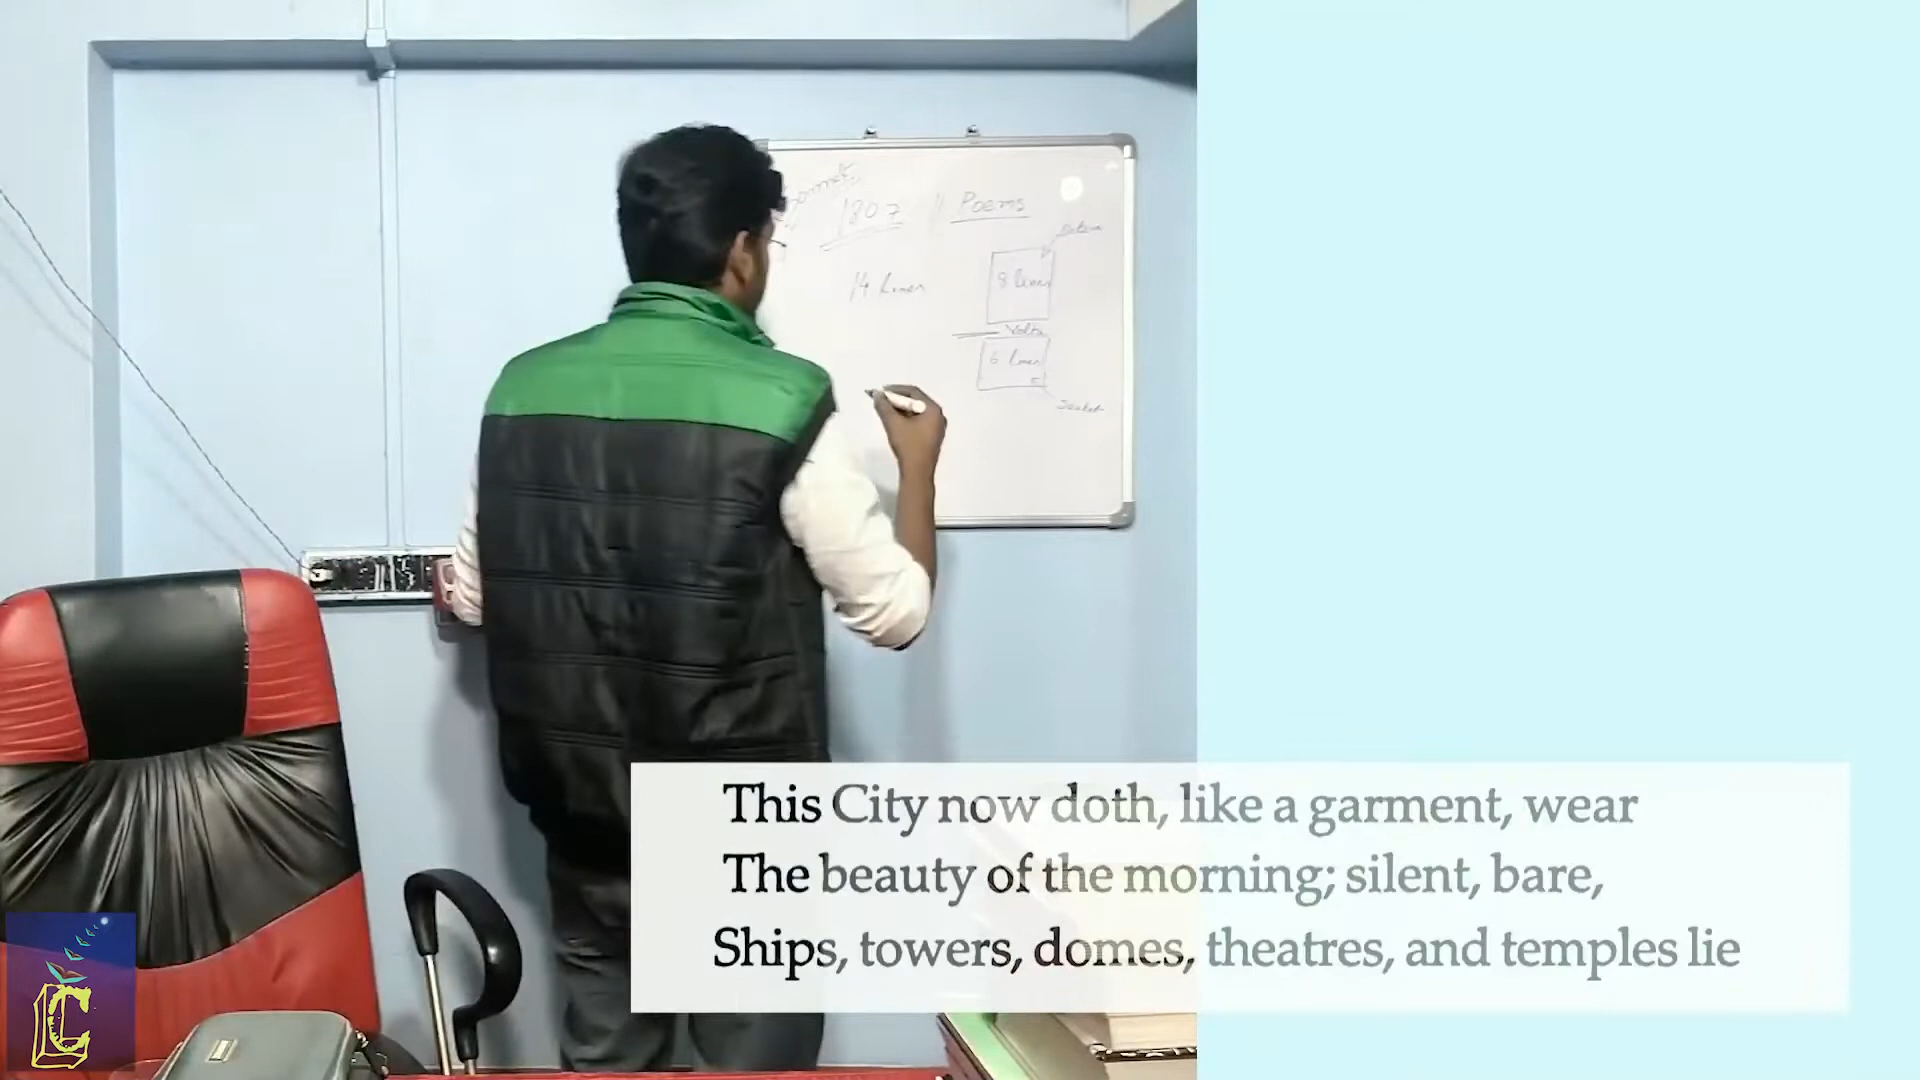 1807 || Poems
14 lines
8 lines
Volta
6 lines
This City now doth, like a garment, wear
The beauty of the morning; silent, bare,
Ships, towers, domes, theatres, and temples lie
LC